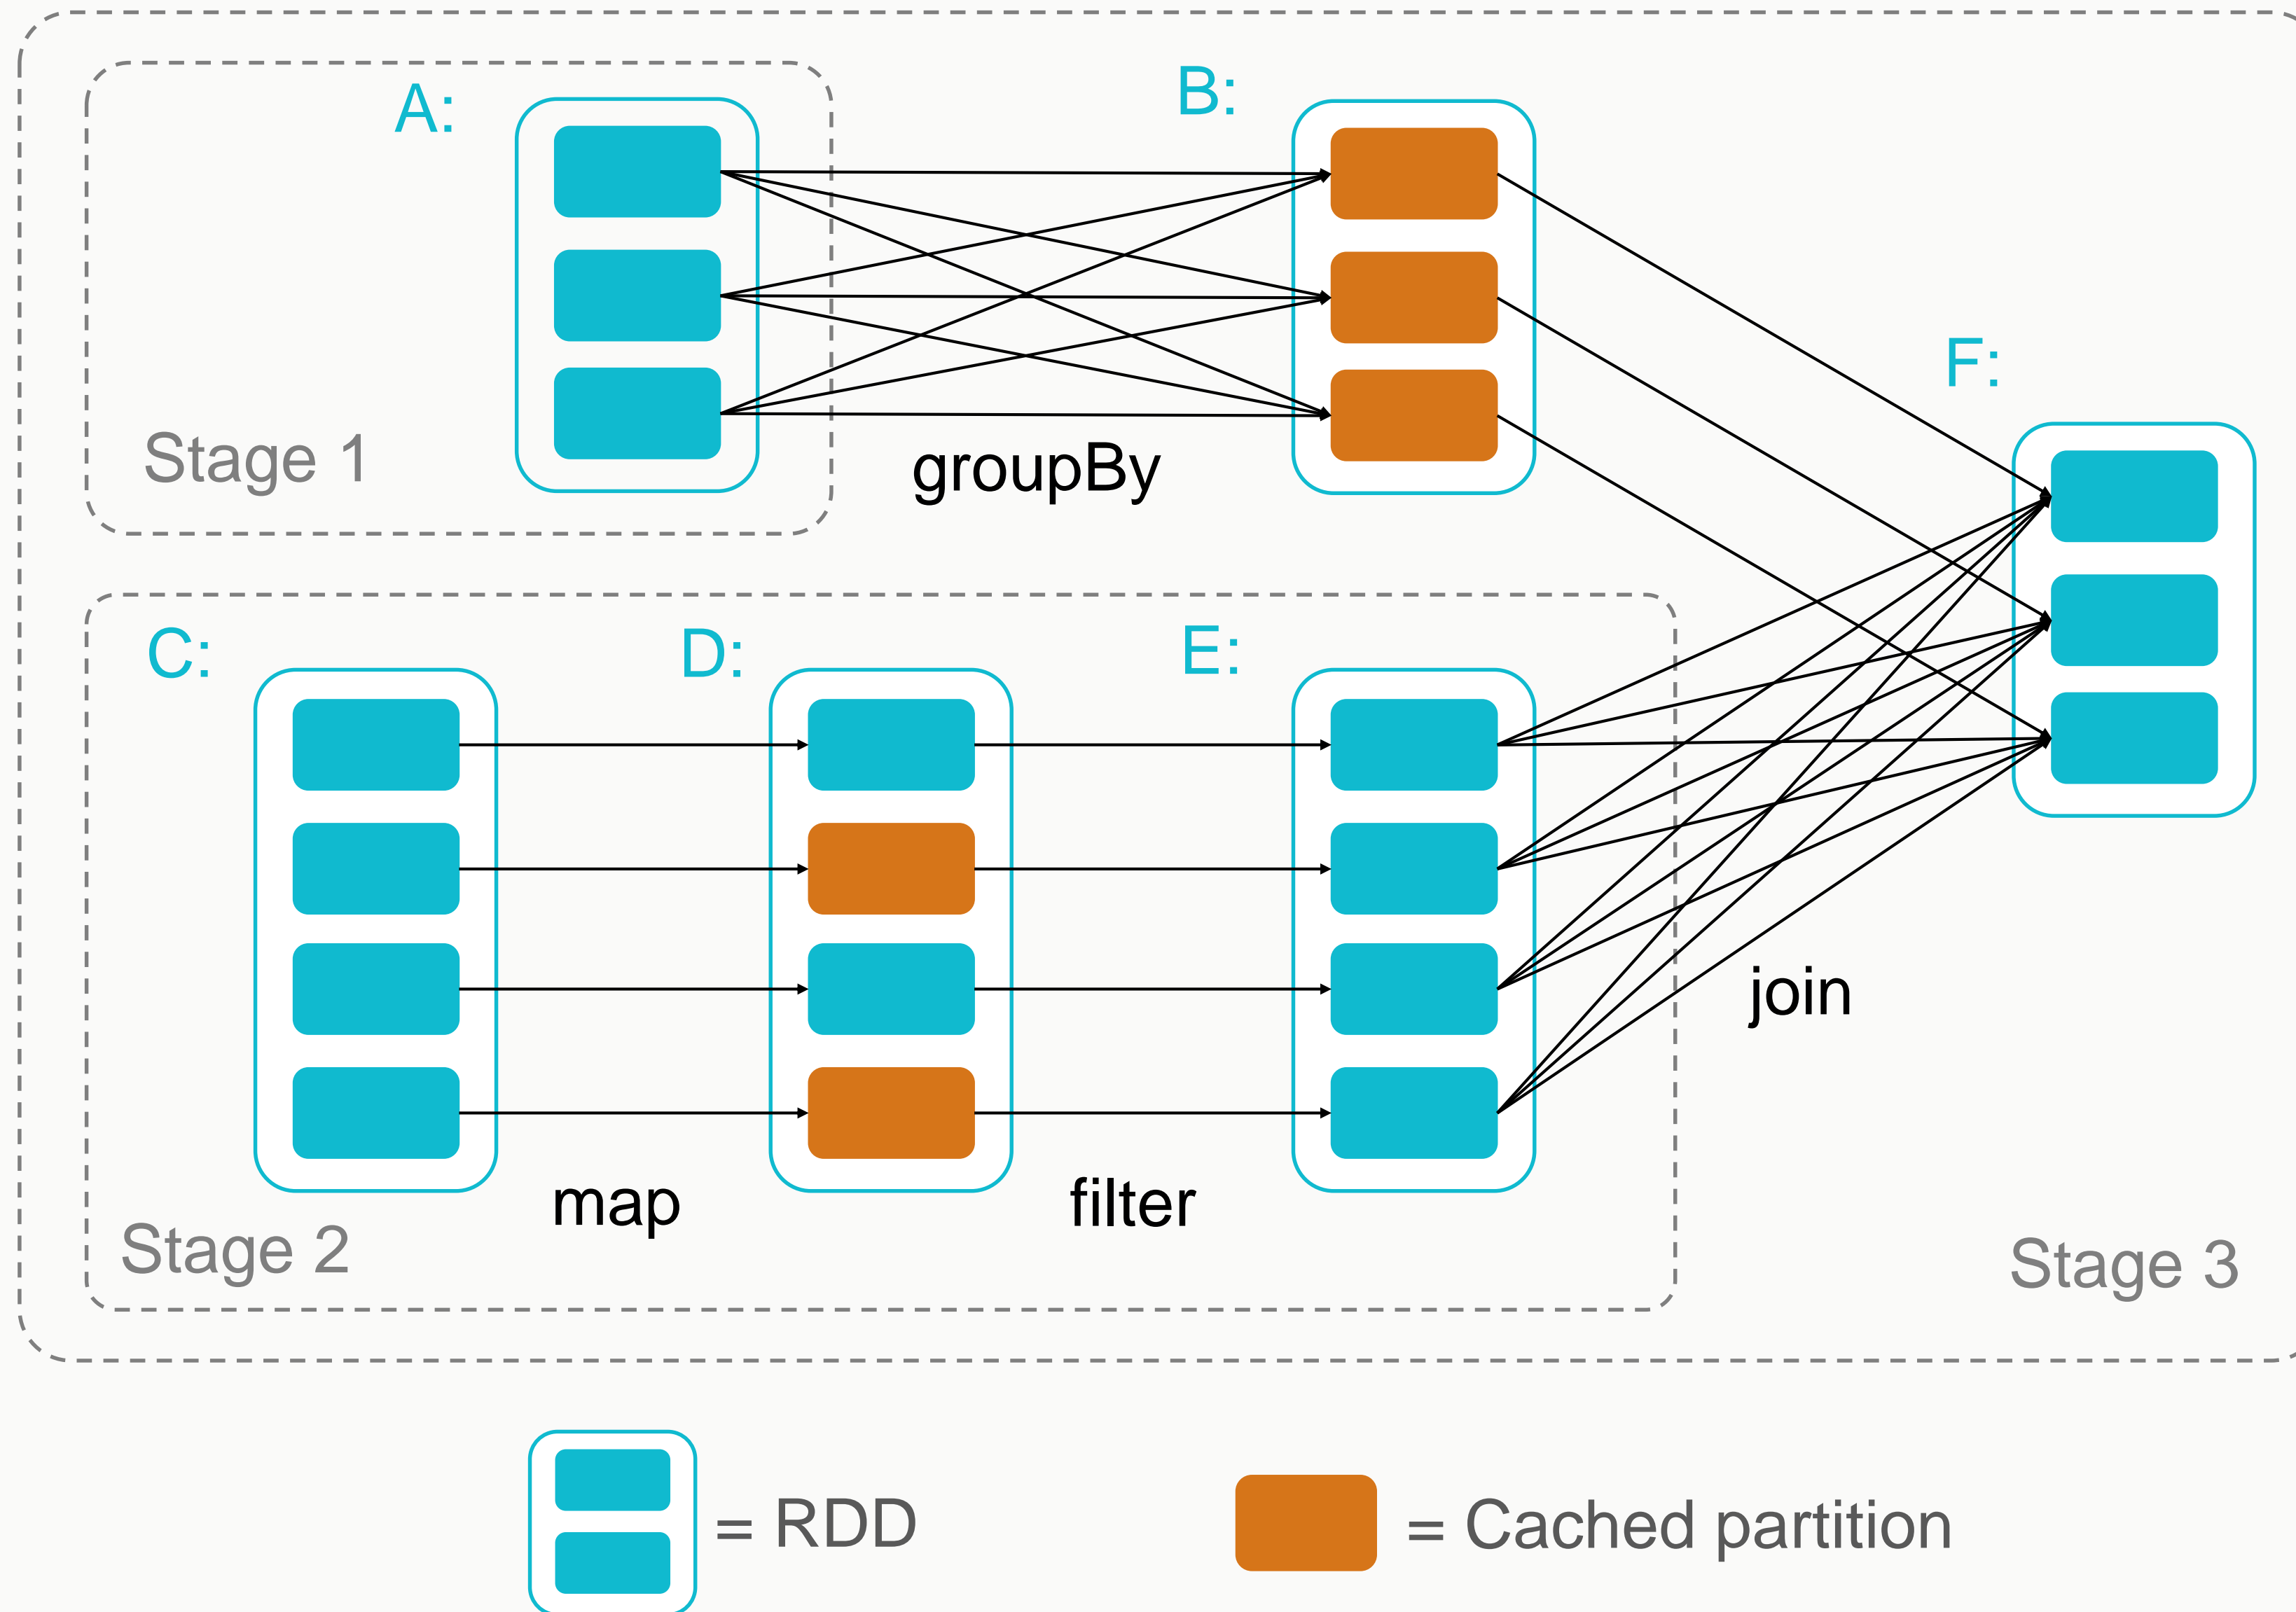 A:
B:
Stage 1
groupBy
F:
C:
D:
E:
join
map
filter
Stage 2
Stage 3
= RDD
= Cached partition